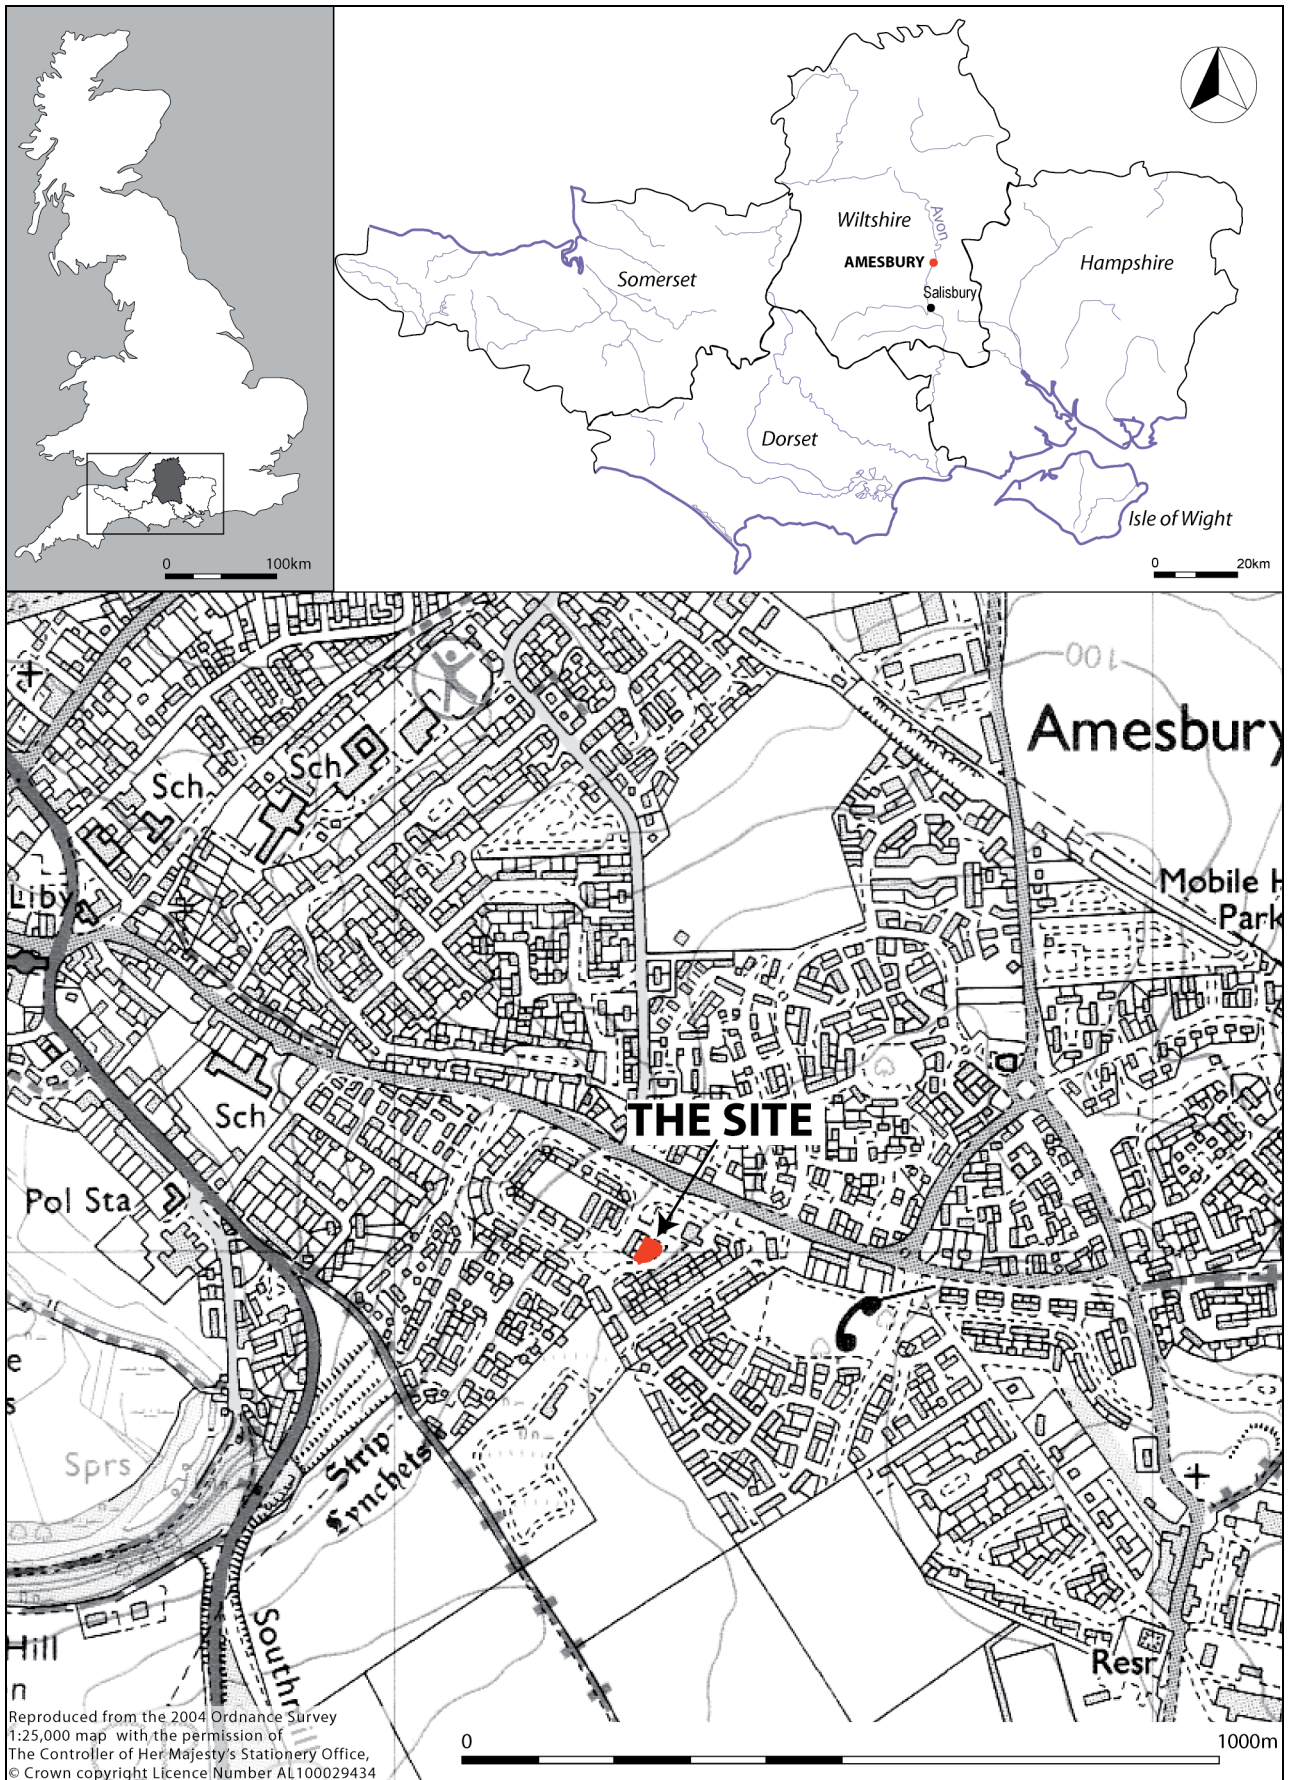 Wiltshire
Avon
AMESBURY
Salisbury
Somerset
Hampshire
Dorset
Isle of Wight
0
100km
0
20km
100
Amesbury
Sch
Sch
Liby
Mobile H
Park
Sch
THE SITE
Pol Sta
e
s
Sprs
Strip
Lynchets
Southmill
Hill
n
Resr
Reproduced from the 2004 Ordnance Survey
1:25,000 map with the permission of
The Controller of Her Majesty's Stationery Office,
© Crown copyright Licence Number AL100029434
0
1000m